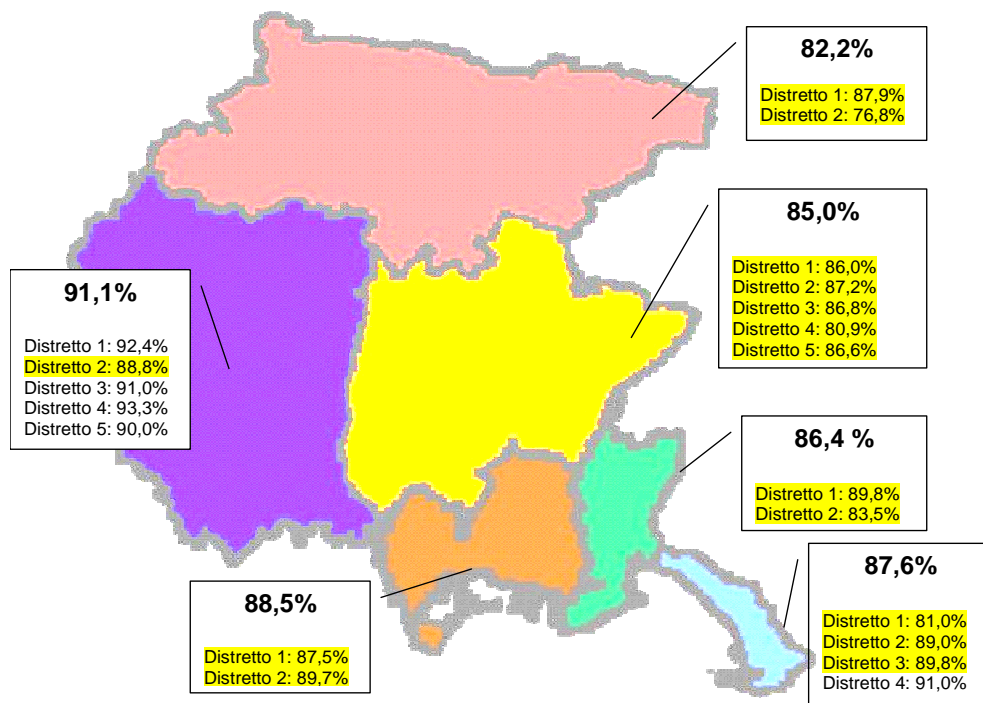 82,2%
Distretto 1: 87,9%
Distretto 2: 76,8%
85,0%
Distretto 1: 86,0%
Distretto 2: 87,2%
Distretto 3: 86,8%
Distretto 4: 80,9%
Distretto 5: 86,6%
91,1%
Distretto 1: 92,4%
Distretto 2: 88,8%
Distretto 3: 91,0%
Distretto 4: 93,3%
Distretto 5: 90,0%
86,4 %
Distretto 1: 89,8%
Distretto 2: 83,5%
87,6%
Distretto 1: 81,0%
Distretto 2: 89,0%
Distretto 3: 89,8%
Distretto 4: 91,0%
88,5%
Distretto 1: 87,5%
Distretto 2: 89,7%